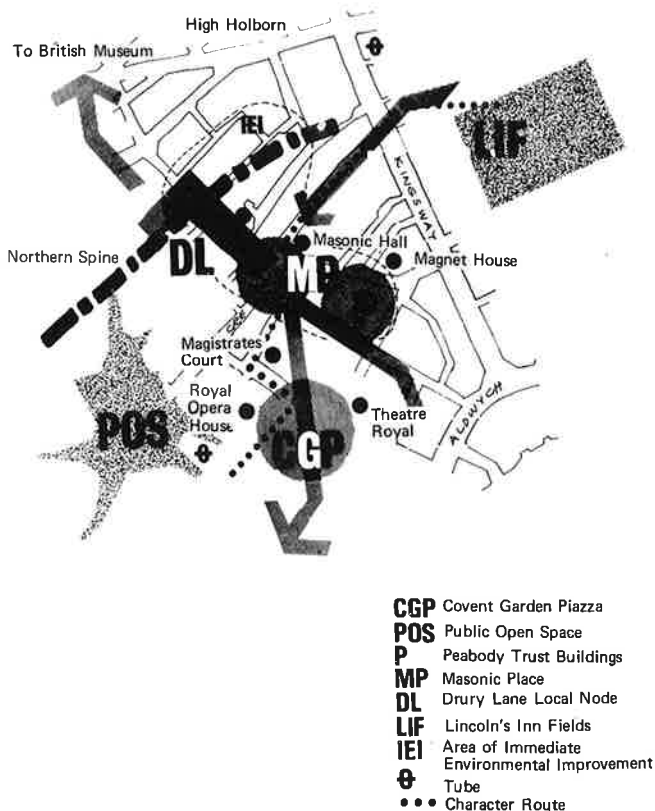 High Holborn
To British Museum
IEI
LIF
KINGSWAY
Northern Spine
DL
Masonic Hall
MP
Magnet House
Magistrates
Court
Royal
Opera
House
Theatre
Royal
ALDWYCH
POS
CGP
CGP Covent Garden Piazza
POS Public Open Space
P Peabody Trust Buildings
MP Masonic Place
DL Drury Lane Local Node
LIF Lincoln's Inn Fields
IEI Area of Immediate
Environmental Improvement
Tube
Character Route